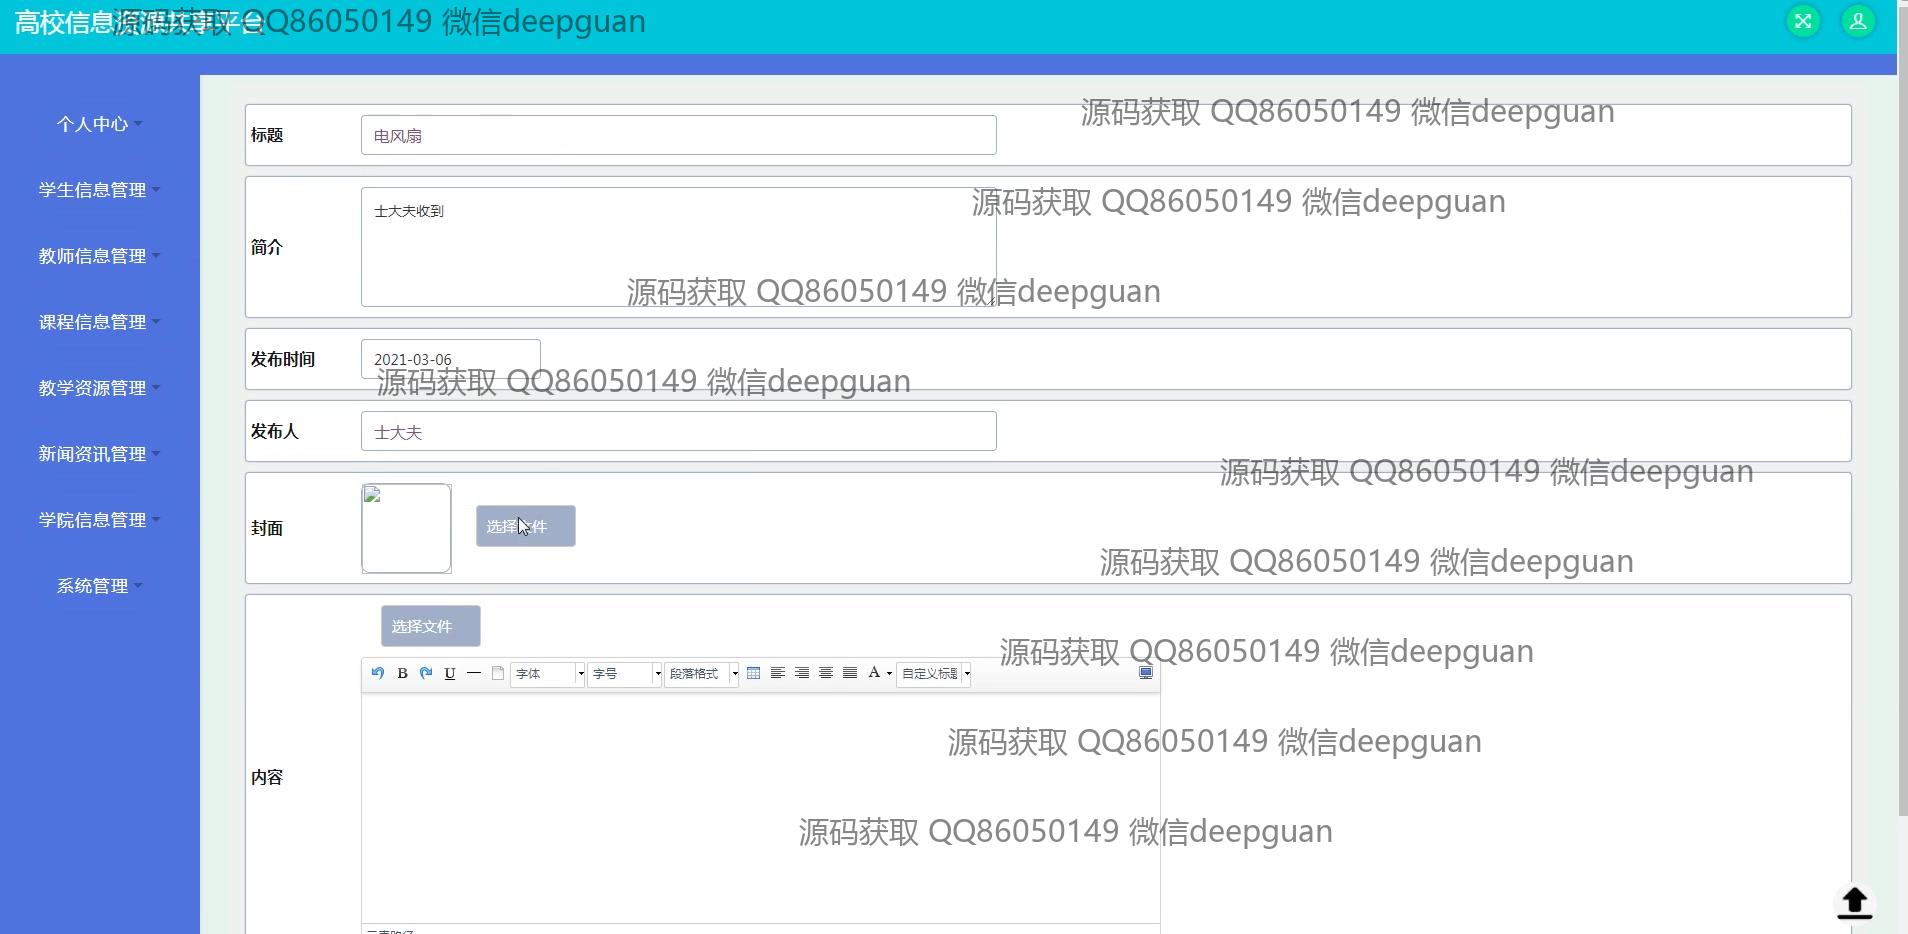 高校信息资源共享平台
源码获取 QQ86050149 微信deepguan
个人中心
学生信息管理
教师信息管理
课程信息管理
教学资源管理
新闻资讯管理
学院信息管理
系统管理
源码获取 QQ86050149 微信deepguan
标题
电风扇
源码获取 QQ86050149 微信deepguan
士大夫收到
简介
源码获取 QQ86050149 微信deepguan
发布时间
2021-03-06
源码获取 QQ86050149 微信deepguan
发布人
士大夫
源码获取 QQ86050149 微信deepguan
封面
选择文件
源码获取 QQ86050149 微信deepguan
选择文件
源码获取 QQ86050149 微信deepguan
B U 字体 字号 段落格式 A 自定义标题
源码获取 QQ86050149 微信deepguan
内容
源码获取 QQ86050149 微信deepguan